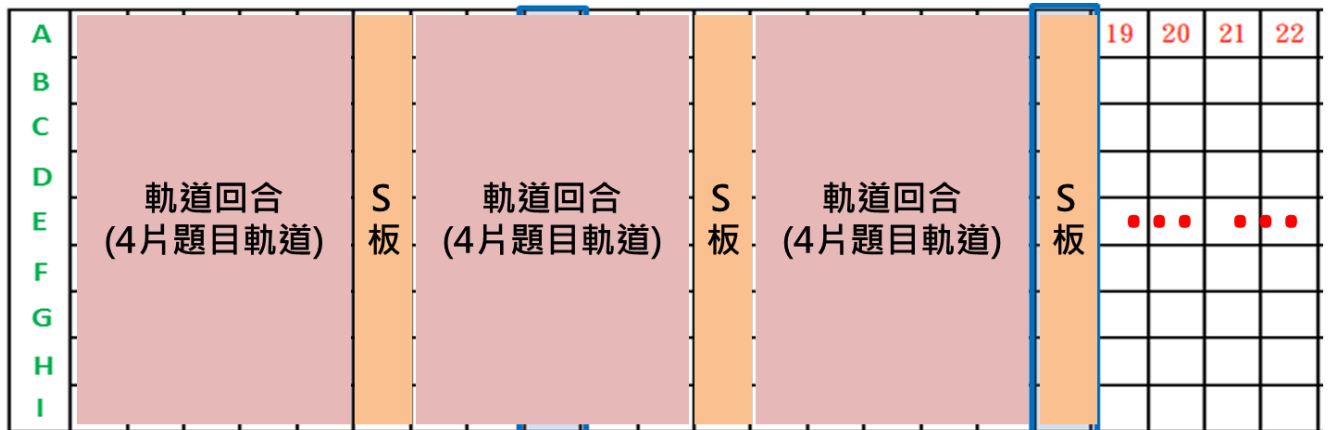 A 19 20 21 22
B
C
D
軌道回合 S 軌道回合 S 軌道回合 S
E
(4片題目軌道) 板 (4片題目軌道) 板 (4片題目軌道) 板
F
G
H
I